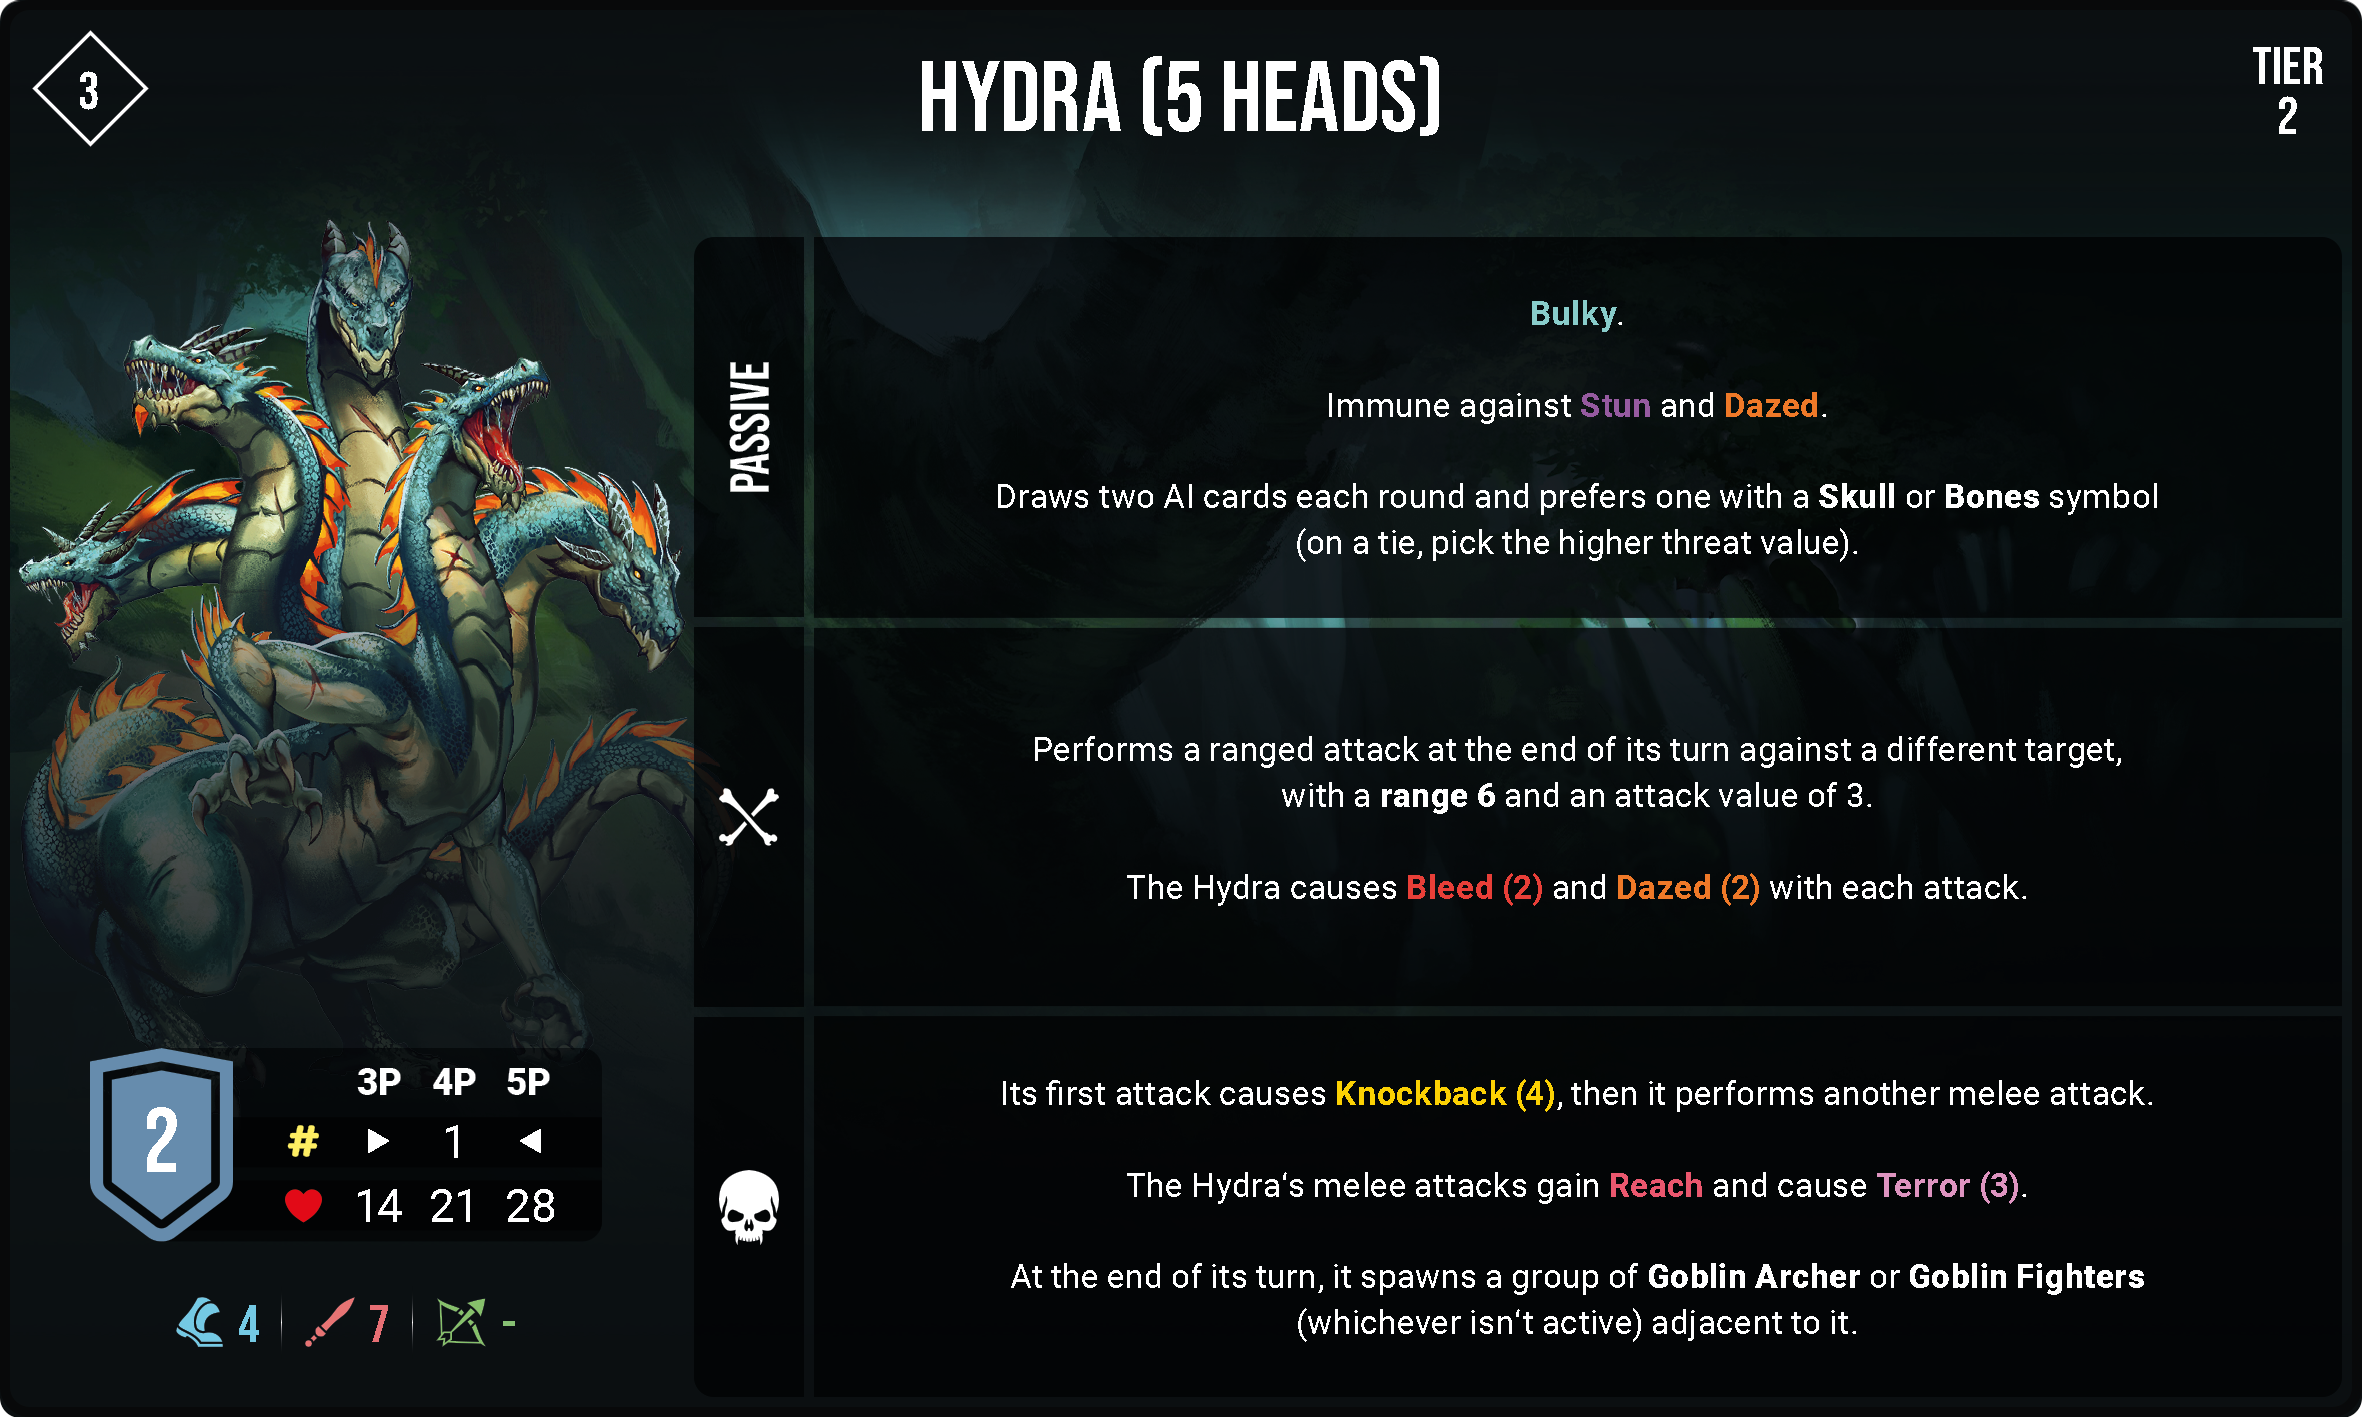 3
HYDRA (5 HEADS)
TIER
2
PASSIVE
Bulky.
Immune against Stun and Dazed.
Draws two AI cards each round and prefers one with a Skull or Bones symbol
(on a tie, pick the higher threat value).
Performs a ranged attack at the end of its turn against a different target,
with a range 6 and an attack value of 3.
The Hydra causes Bleed (2) and Dazed (2) with each attack.
Its first attack causes Knockback (4), then it performs another melee attack.
The Hydra‘s melee attacks gain Reach and cause Terror (3).
At the end of its turn, it spawns a group of Goblin Archer or Goblin Fighters
(whichever isn‘t active) adjacent to it.
2
3P 4P 5P
# ▶ 1 ◀
14 21 28
4 7 -